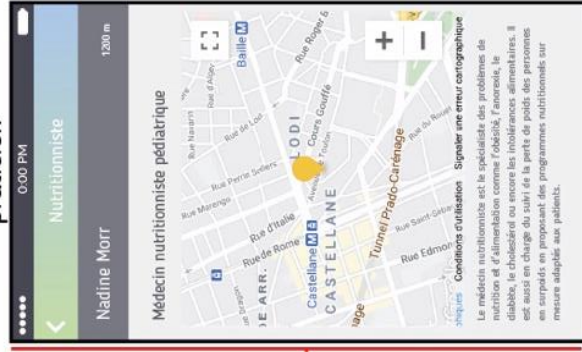 praticien
0:00 PM
Nutritionniste
Nadine Morr
1200 m
Médecin nutritionniste pédiatrique
Baille M
Rue d'Alger
Rue Navarin
Rue de Lodi
Rue Roger
LODI
Cours Gouffé
Rue Perrin Solliers
Rue Marengo
Avenue de Toulon
Rue d'Italie
Rue de Rome
Castellane M
CASTELLANE
E ARR.
Tunnel Prado-Carénage
Rue du Rouet
Rue Edmon
Conditions d'utilisation Signaler une erreur cartographique
Le médecin nutritionniste est le spécialiste des problèmes de
nutrition et d'alimentation comme l'obésité, l'anorexie, le
diabète, le cholestérol ou encore les intolérances alimentaires. Il
est aussi en charge du suivi de la perte de poids des personnes
en surpoids en proposant des programmes nutritionnels sur
mesure adaptés aux patients.